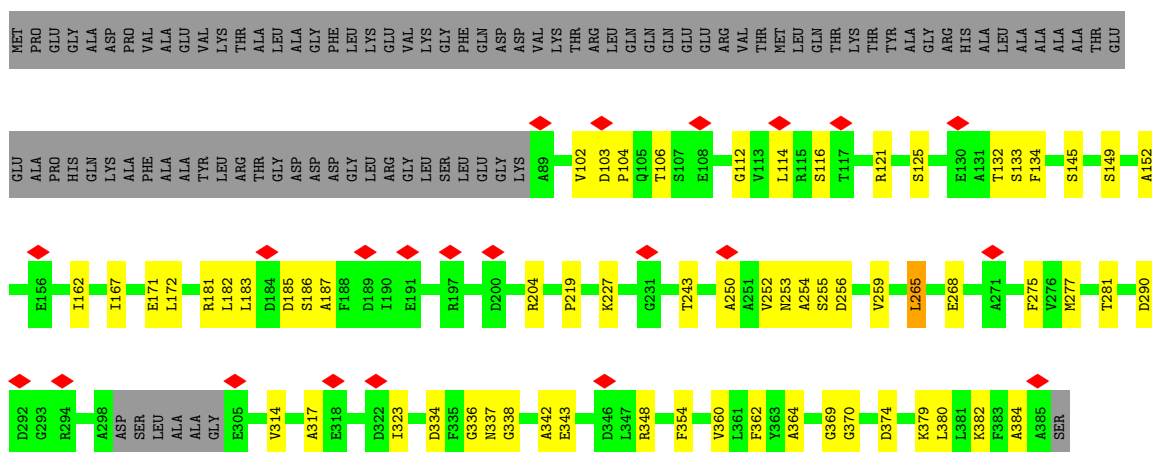 MET PRO GLU GLY ALA ASP PRO VAL ALA GLU VAL LYS THR ALA LEU ALA GLY PHE LEU LYS GLU VAL LYS GLY PHE GLN ASP ASP VAL LYS THR ARG LEU GLN GLN GLN GLU GLU ARG VAL THR MET LEU GLN THR LYS THR TYR ALA GLY ARG HIS ALA LEU ALA ALA ALA ALA THR GLU
GLU ALA PRO HIS GLN LYS ALA PHE ALA ALA TYR LEU ARG THR GLY ASP ASP ASP GLY LEU ARG GLY LEU SER LEU GLU GLY LYS A89 V102 D103 P104 Q105 T106 S107 E108 G112 V113 L114 R115 S116 T117 R121 S125 E130 A131 T132 S133 F134 S145 S149 A152
E156 I162 I167 E171 L172 R181 L182 L183 D184 D185 S186 A187 F188 D189 I190 E191 R197 D200 R204 P219 K227 G231 T243 A250 A251 V252 N253 A254 S255 D256 V259 L265 E268 A271 F275 V276 M277 T281 D290
D292 G293 R294 A298 ASP SER LEU ALA ALA GLY E305 V314 A317 E318 D322 I323 D334 F335 G336 N337 G338 A342 E343 D346 L347 R348 F354 V360 L361 F362 Y363 A364 G369 G370 D374 K379 L380 L381 K382 F383 A384 A385 SER